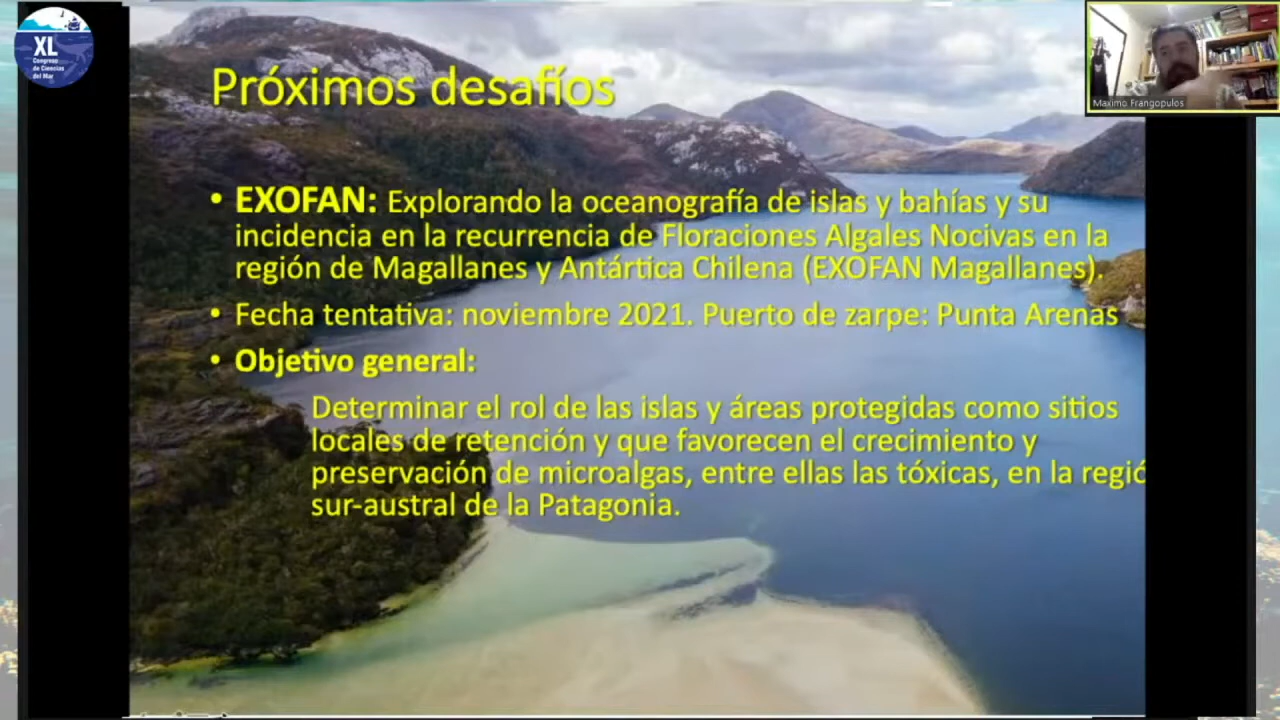 XL
Congreso
de Ciencias
del Mar
Maximo Frangopulos
Próximos desafíos
• EXOFAN: Explorando la oceanografía de islas y bahías y su
incidencia en la recurrencia de Floraciones Algales Nocivas en la
región de Magallanes y Antártica Chilena (EXOFAN Magallanes).
• Fecha tentativa: noviembre 2021. Puerto de zarpe: Punta Arenas
• Objetivo general:
Determinar el rol de las islas y áreas protegidas como sitios
locales de retención y que favorecen el crecimiento y
preservación de microalgas, entre ellas las tóxicas, en la regió
sur-austral de la Patagonia.